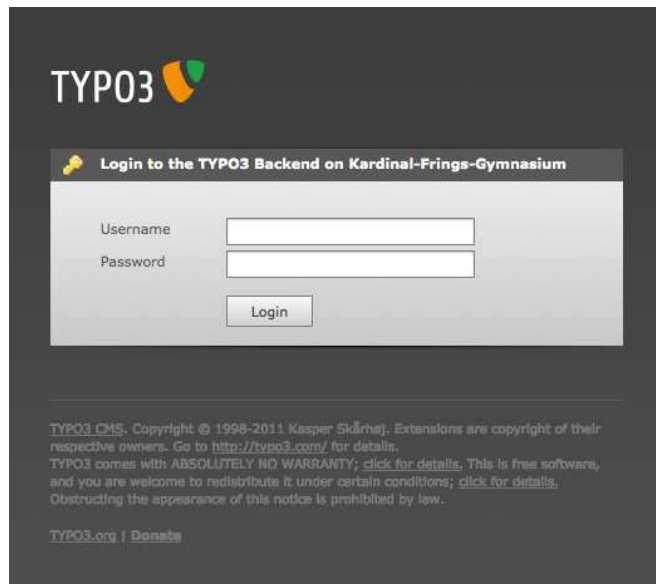 TYPO3
Login to the TYPO3 Backend on Kardinal-Frings-Gymnasium
Username
Password
Login
TYPO3 CMS. Copyright © 1998-2011 Kasper Skårhøj. Extensions are copyright of their
respective owners. Go to http://typo3.com/ for details.
TYPO3 comes with ABSOLUTELY NO WARRANTY; click for details. This is free software,
and you are welcome to redistribute it under certain conditions; click for details.
Obstructing the appearance of this notice is prohibited by law.
TYPO3.org | Donate